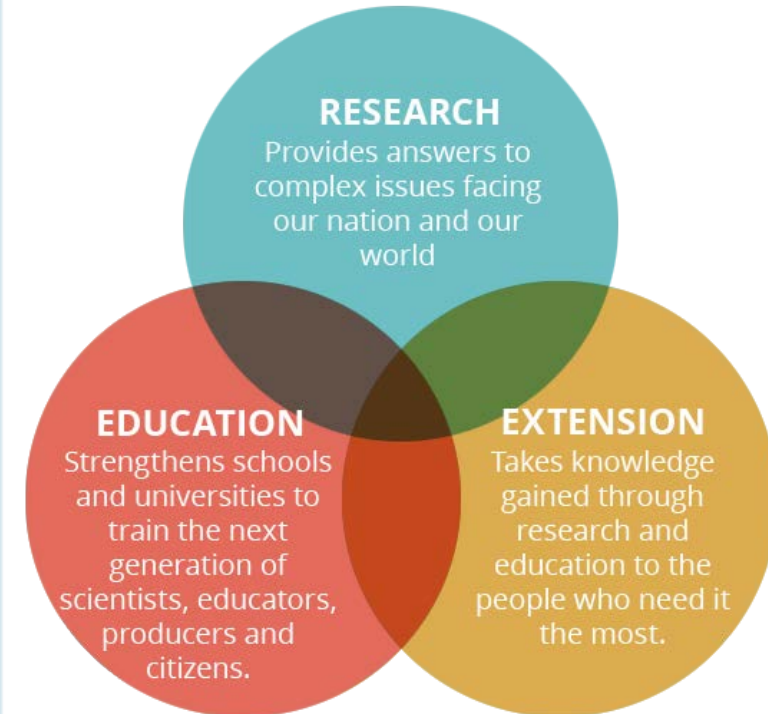 RESEARCH
Provides answers to
complex issues facing
our nation and our
world
EDUCATION
Strengthens schools
and universities to
train the next
generation of
scientists, educators,
producers and
citizens.
EXTENSION
Takes knowledge
gained through
research and
education to the
people who need it
the most.